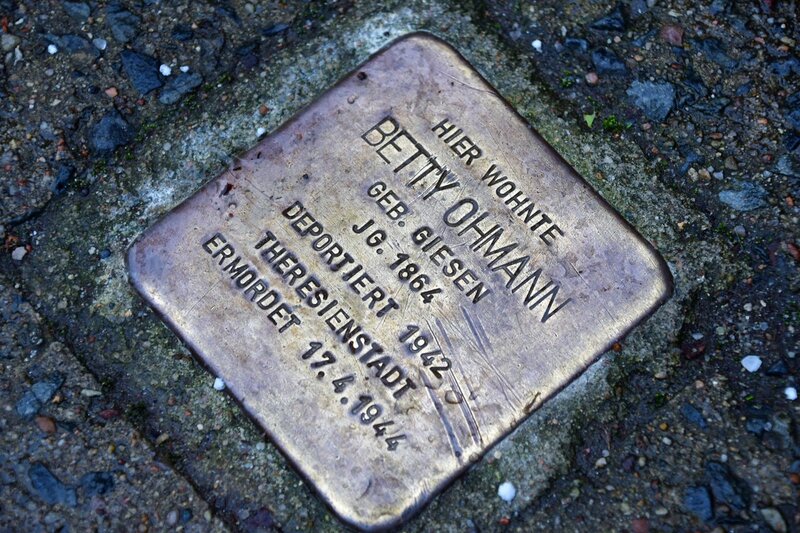 HIER WOHNTE
BETTY OHMANN
GEB. GIESEN
JG. 1864
DEPORTIERT 1942
THERESIENSTADT
ERMORDET 17.4.1944